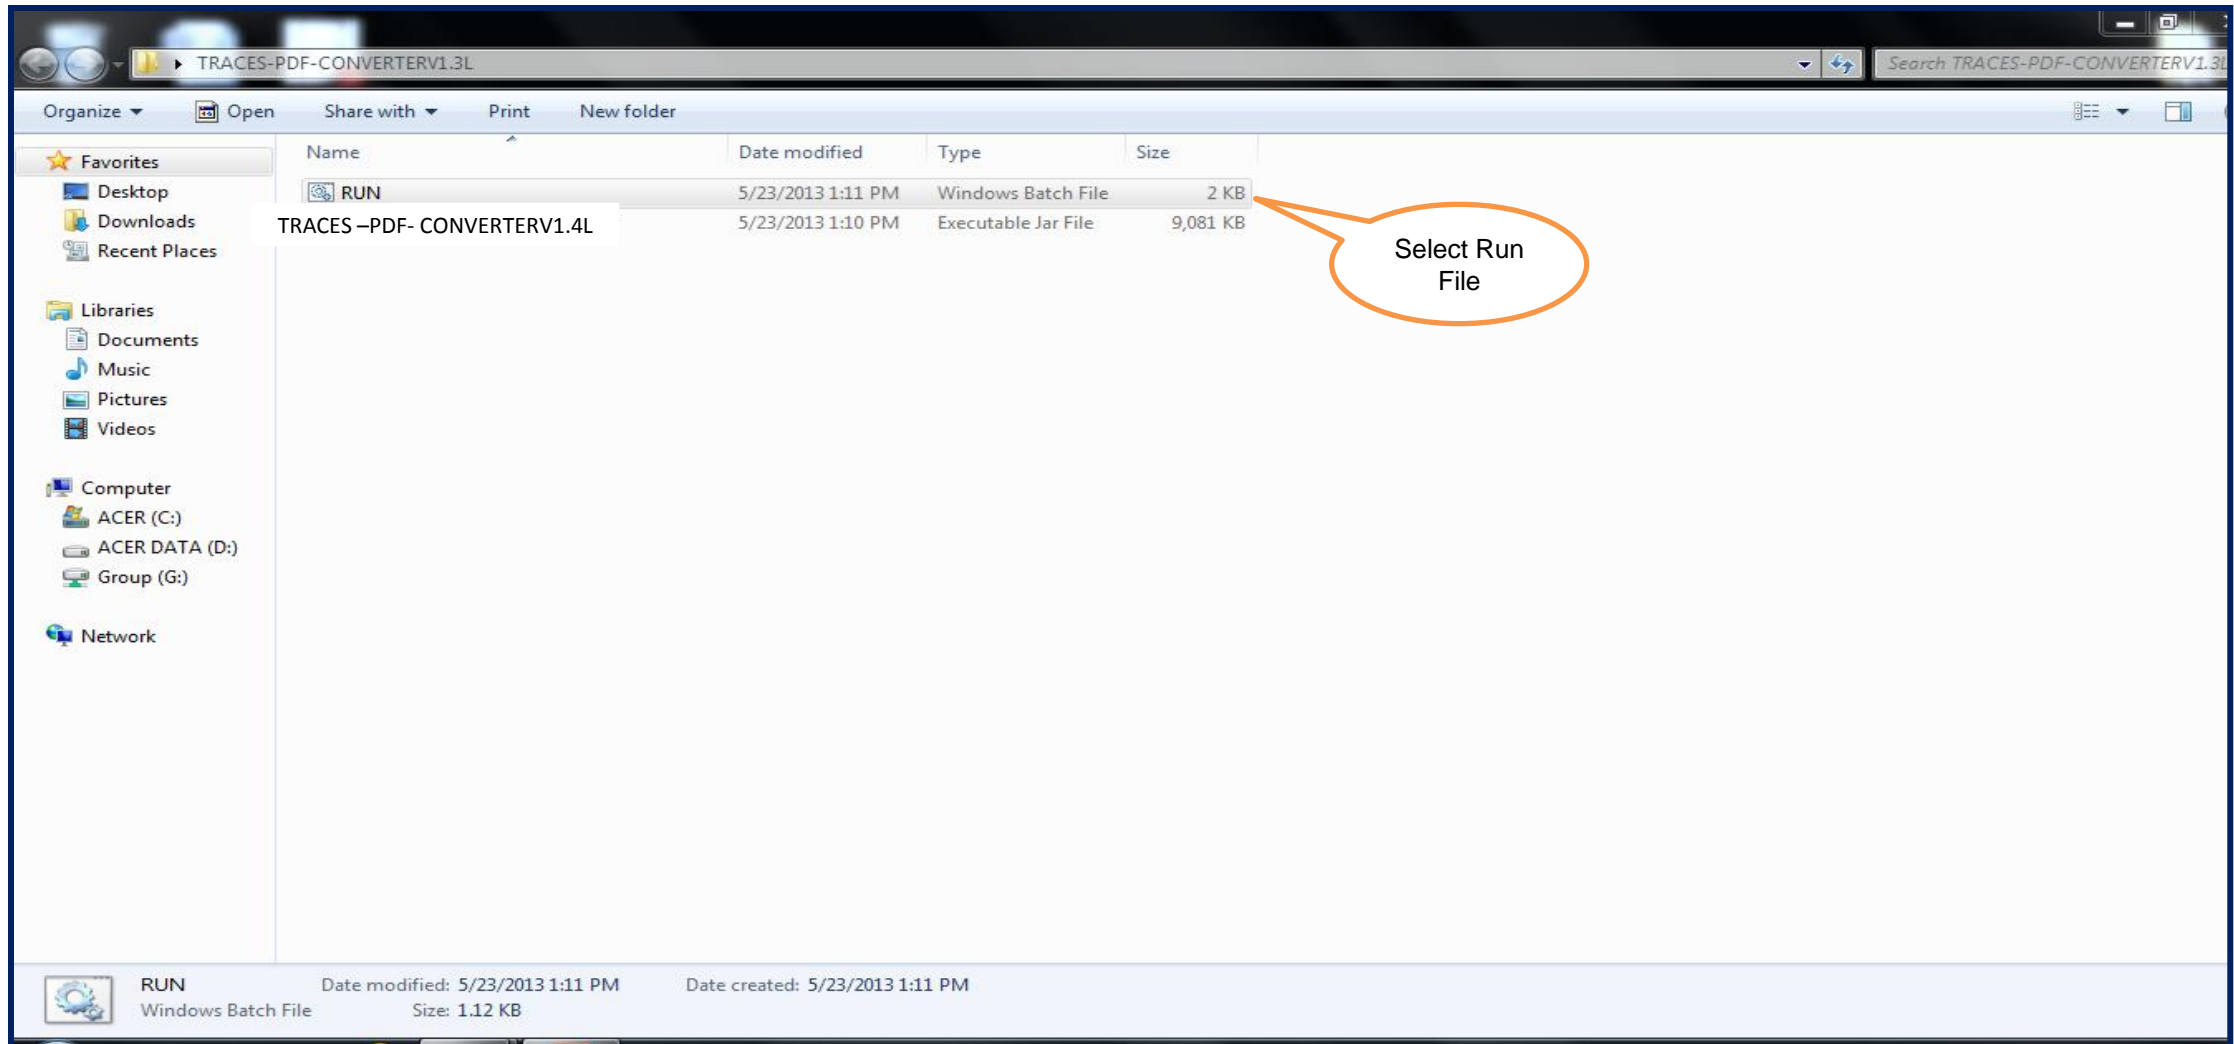 TRACES-PDF-CONVERTERV1.3L
Search TRACES-PDF-CONVERTERV1.3L
Organize Open Share with Print New folder
Favorites
Desktop
Downloads
Recent Places
Libraries
Documents
Music
Pictures
Videos
Computer
ACER (C:)
ACER DATA (D:)
Group (G:)
Network
Name Date modified Type Size
RUN 5/23/2013 1:11 PM Windows Batch File 2 KB
TRACES –PDF- CONVERTERV1.4L 5/23/2013 1:10 PM Executable Jar File 9,081 KB
Select Run
File
RUN Date modified: 5/23/2013 1:11 PM Date created: 5/23/2013 1:11 PM
Windows Batch File Size: 1.12 KB